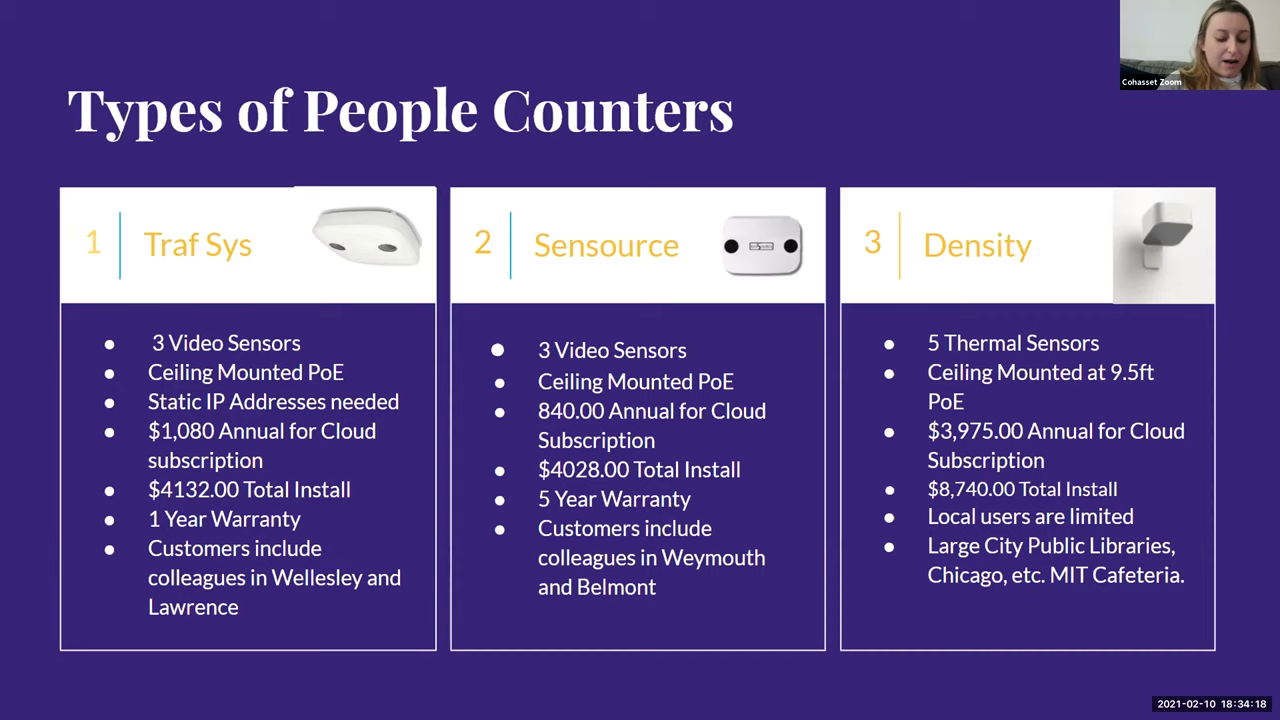 Cohasset Zoom
Types of People Counters
1
Traf Sys
● 3 Video Sensors
● Ceiling Mounted PoE
● Static IP Addresses needed
● $1,080 Annual for Cloud
subscription
● $4132.00 Total Install
● 1 Year Warranty
● Customers include
colleagues in Wellesley and
Lawrence
2
Sensource
● 3 Video Sensors
● Ceiling Mounted PoE
● 840.00 Annual for Cloud
Subscription
● $4028.00 Total Install
● 5 Year Warranty
● Customers include
colleagues in Weymouth
and Belmont
3
Density
● 5 Thermal Sensors
● Ceiling Mounted at 9.5ft
PoE
● $3,975.00 Annual for Cloud
Subscription
● $8,740.00 Total Install
● Local users are limited
● Large City Public Libraries,
Chicago, etc. MIT Cafeteria.
2021-02-10 18:34:18